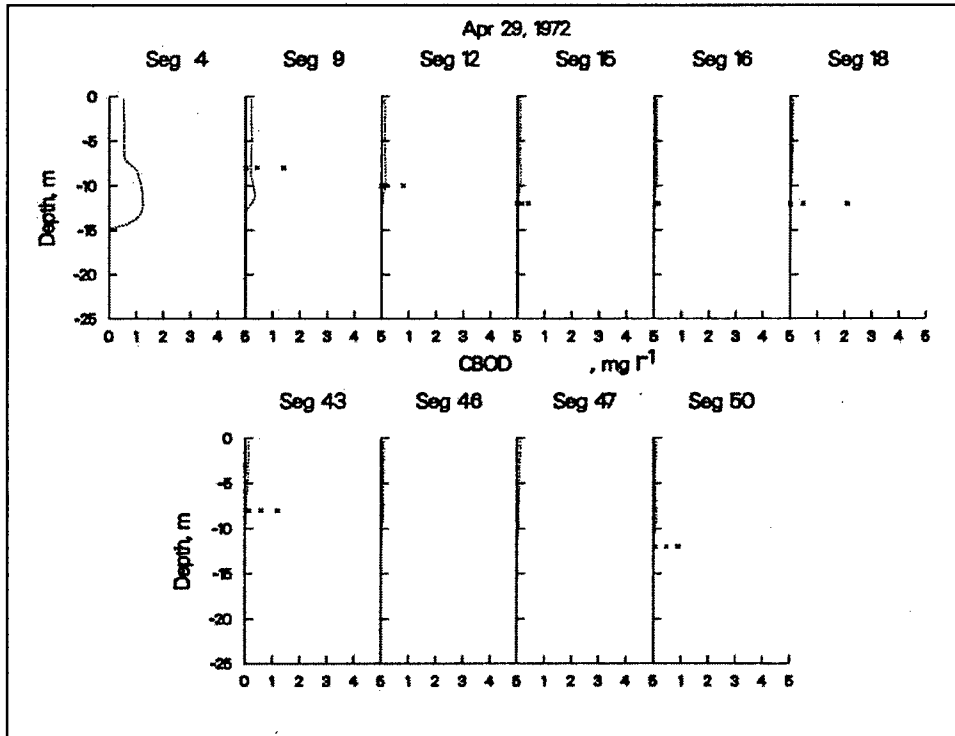 Apr 29, 1972
Seg 4 Seg 9 Seg 12 Seg 15 Seg 16 Seg 18
Depth, m
0
-5
-10
-15
-20
-25
0 1 2 3 4 5 1 2 3 4 5 1 2 3 4 5 1 2 3 4 5 1 2 3 4 5 1 2 3 4 5
CBOD , mg l-1
Seg 43 Seg 46 Seg 47 Seg 50
Depth, m
0
-5
-10
-15
-20
-25
0 1 2 3 4 5 1 2 3 4 5 1 2 3 4 5 1 2 3 4 5